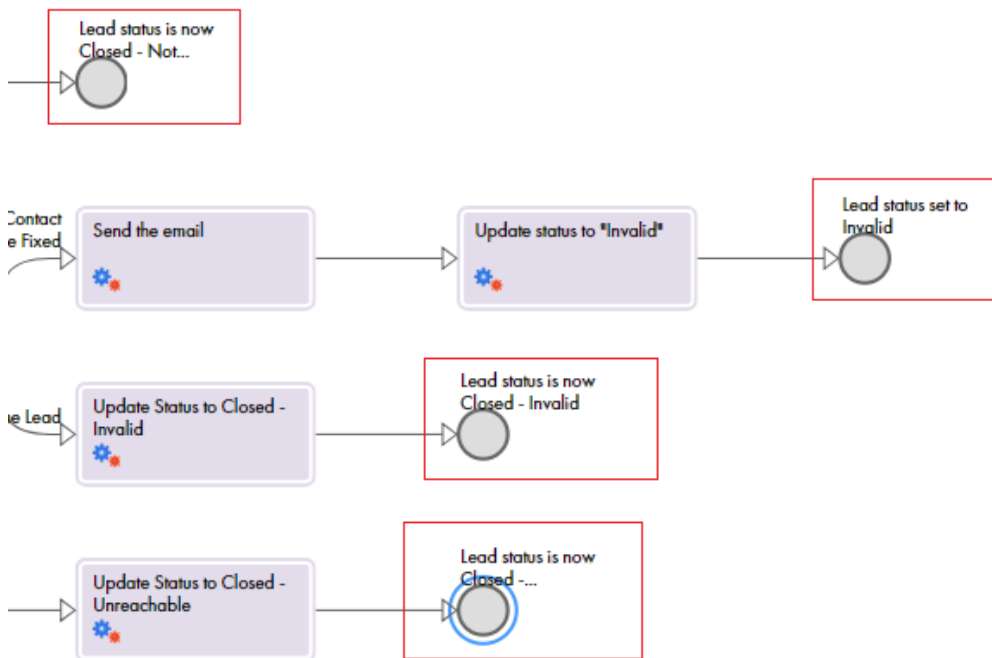 Lead status is now
Closed - Not...
Contact
e Fixed
Send the email
Update status to "Invalid"
Lead status set to
Invalid
e Lead
Update Status to Closed -
Invalid
Lead status is now
Closed - Invalid
Update Status to Closed -
Unreachable
Lead status is now
Closed -...